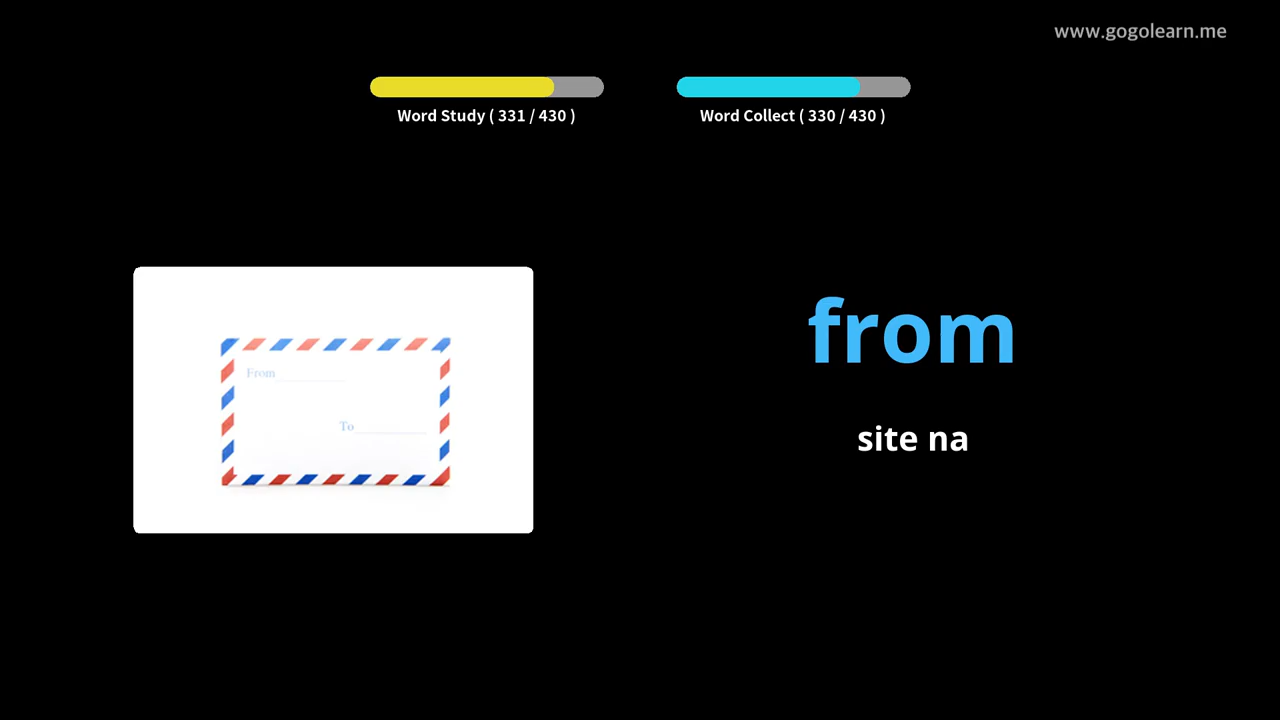 www.gogolearn.me
Word Study ( 331 / 430 )
Word Collect ( 330 / 430 )
From
To
from
site na